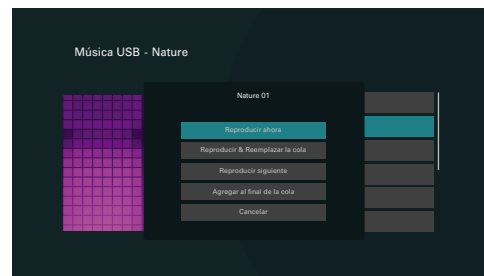 Música USB - Nature
Nature 01
Reproducir ahora
Reproducir & Reemplazar la cola
Reproducir siguiente
Agregar al final de la cola
Cancelar